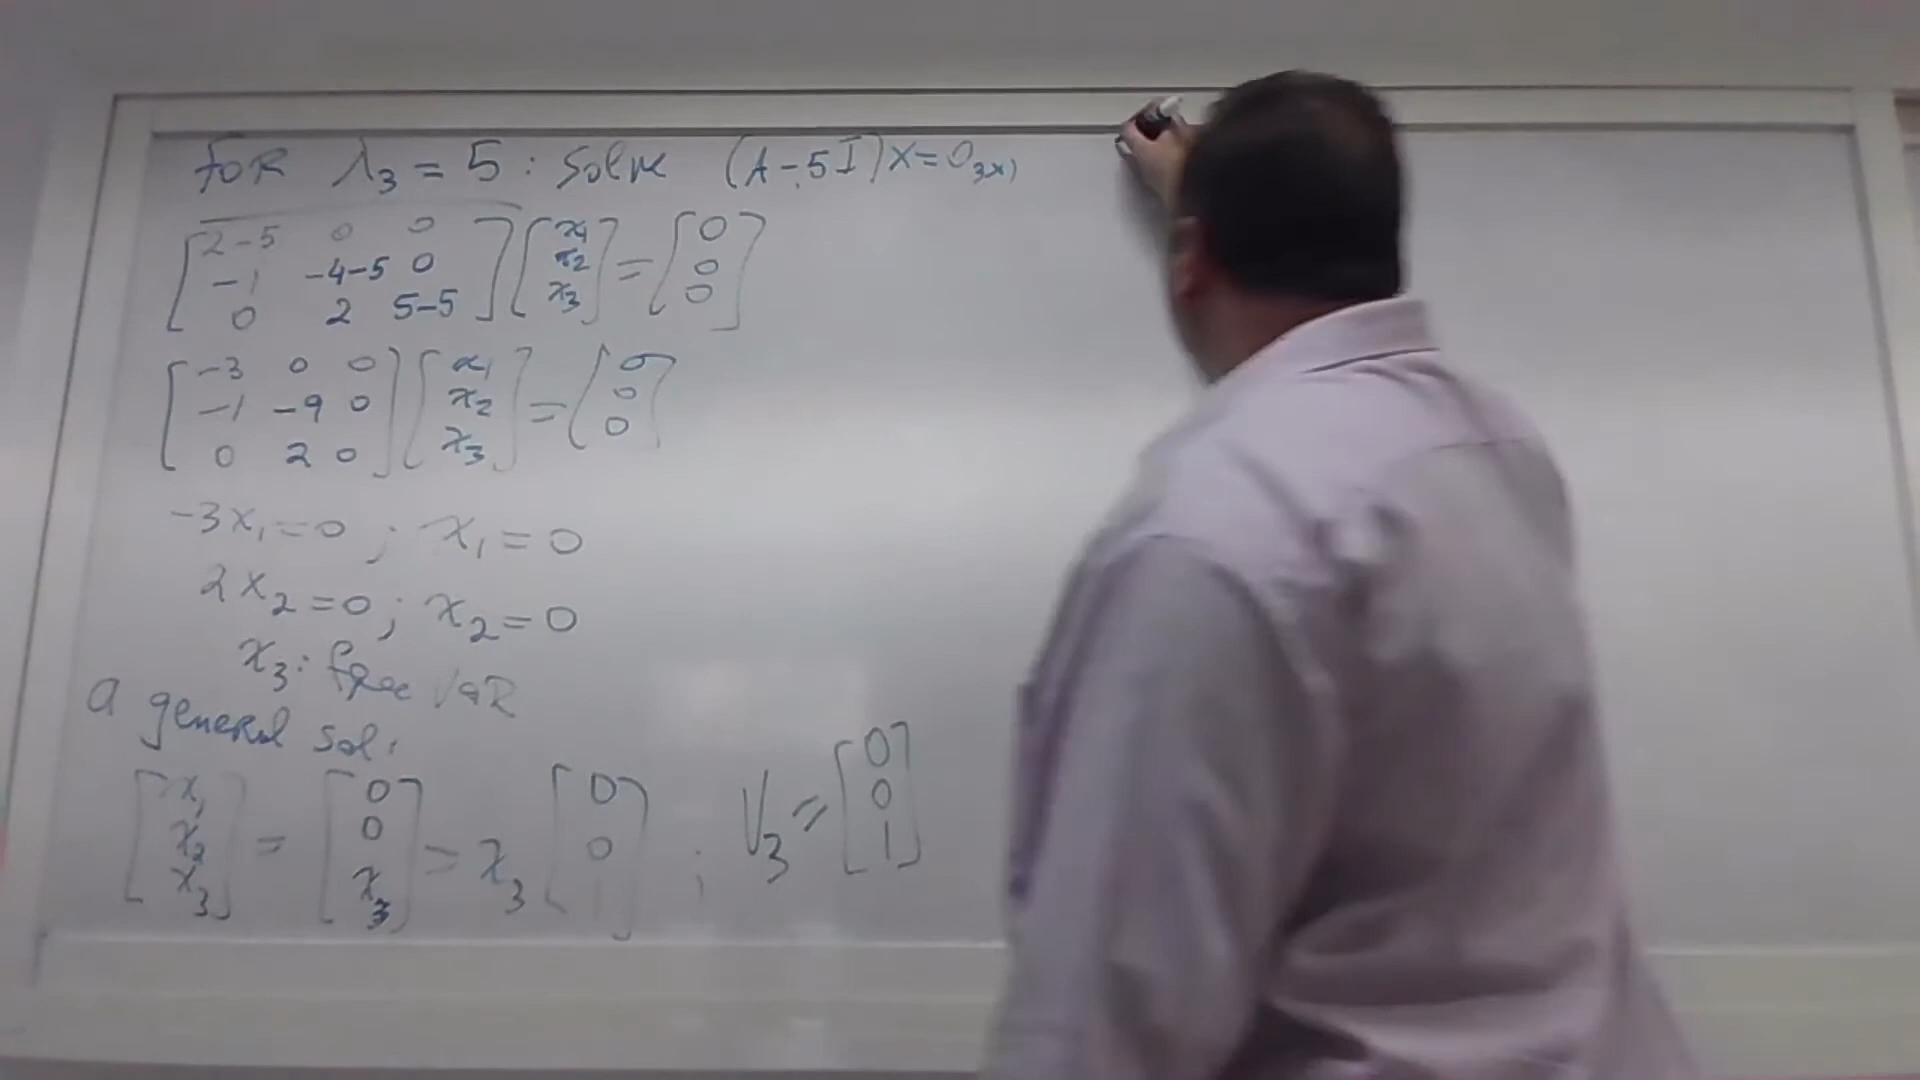 for λ₃ = 5 : solve (A - 5I)X = 0₃ₓ₁
[2-5 0 0] [x₁] = [0]
[-1 -4-5 0] [x₂] [0]
[0 2 5-5] [x₃] [0]
[-3 0 0] [x₁] = [0]
[-1 -9 0] [x₂] [0]
[0 2 0] [x₃] [0]
-3x₁ = 0 ; x₁ = 0
2x₂ = 0 ; x₂ = 0
x₃ : free var
a general sol:
[x₁] = [0] = x₃ [0] ; V₃ = [0]
[x₂] [0] [0] [0]
[x₃] [x₃] [1] [1]